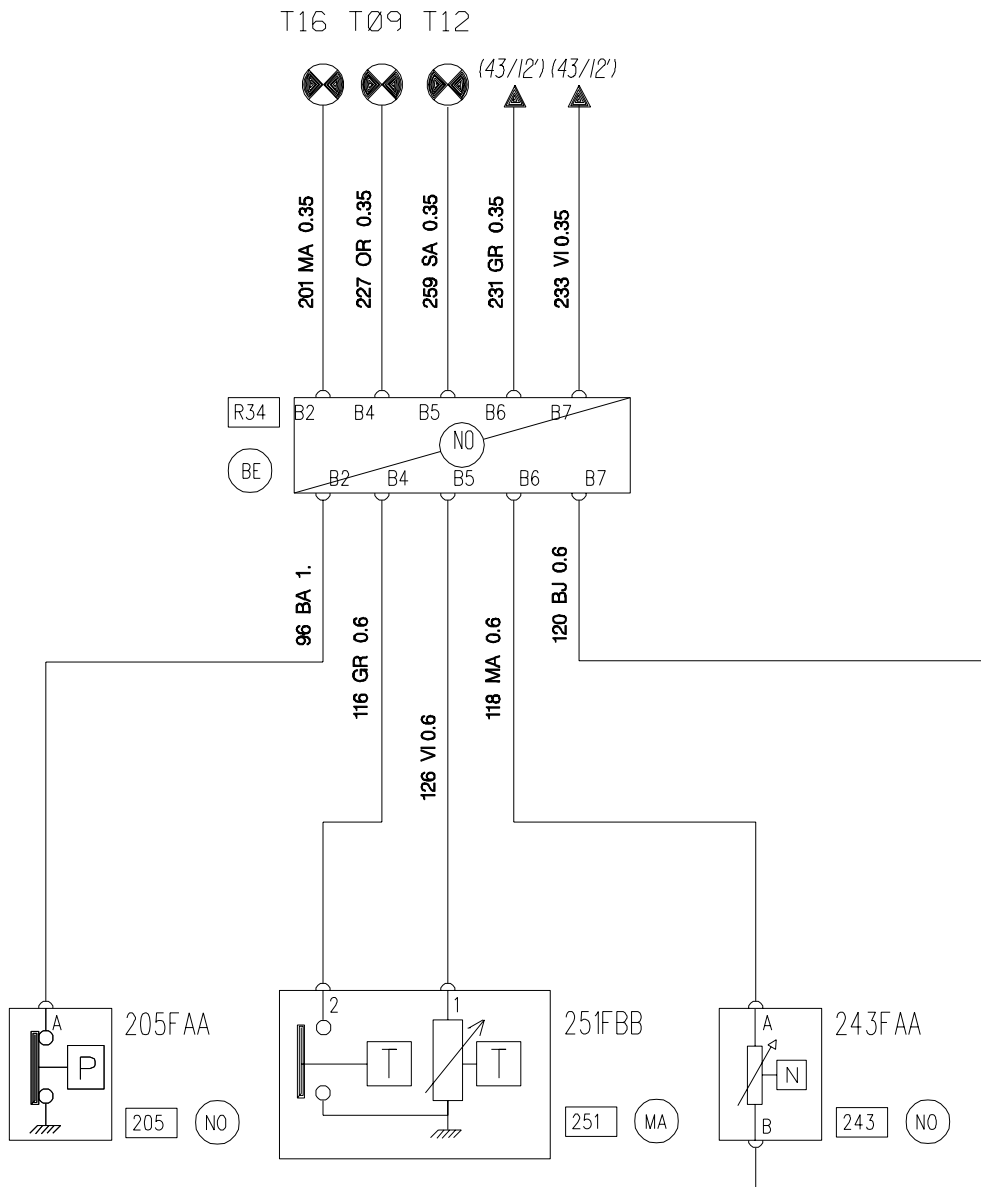 T16 TØ9 T12
(43/12') (43/12')
201 MA 0.35
227 OR 0.35
259 SA 0.35
231 GR 0.35
233 VI 0.35
R34
B2 B4 B5 B6 B7
NO
BE
B2 B4 B5 B6 B7
96 BA 1.
116 GR 0.6
126 VI 0.6
118 MA 0.6
120 BJ 0.6
A
205FAA
P
205
NO
2
1
251FBB
T
T
251
MA
A
243FAA
N
B
243
NO